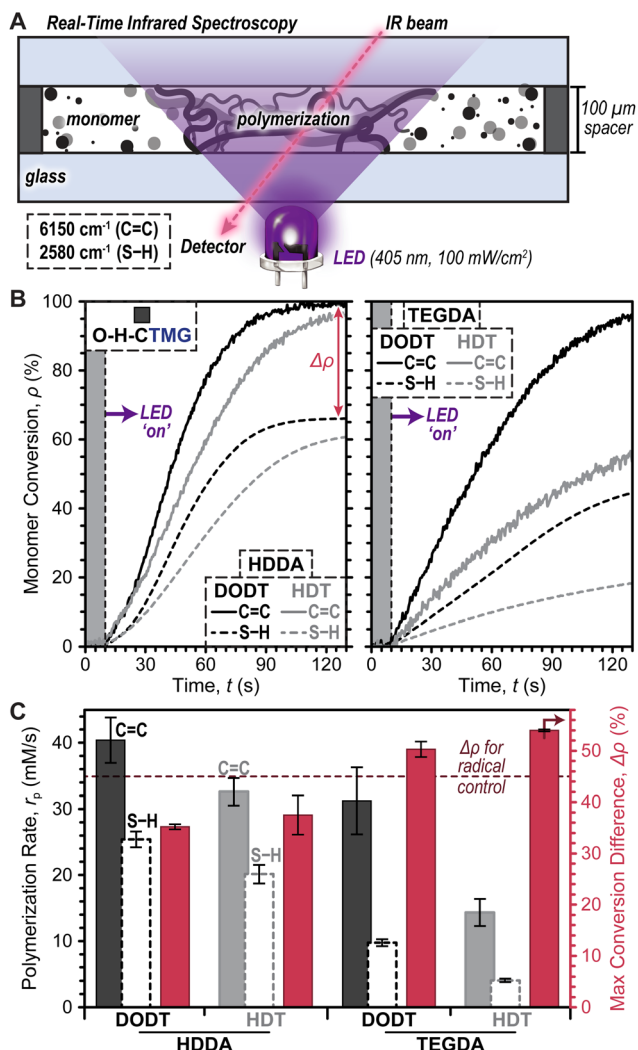 A
Real-Time Infrared Spectroscopy
IR beam
monomer
polymerization
100 µm
spacer
glass
6150 cm⁻¹ (C=C)
2580 cm⁻¹ (S−H)
Detector
LED (405 nm, 100 mW/cm²)
B
Monomer Conversion, ρ (%)
100
80
60
40
20
0
O-H-CTMG
LED
'on'
Δρ
HDDA
DODT HDT
C=C C=C
S−H S−H
0 30 60 90 120
Time, t (s)
TEGDA
DODT HDT
C=C C=C
S−H S−H
LED
'on'
0 30 60 90 120
Time, t (s)
C
Polymerization Rate, rp (mM/s)
40
30
20
10
0
C=C
S−H
C=C
S−H
Δρ for
radical
control
50
40
30
20
10
0
Max Conversion Difference, Δρ (%)
DODT HDT DODT HDT
HDDA TEGDA